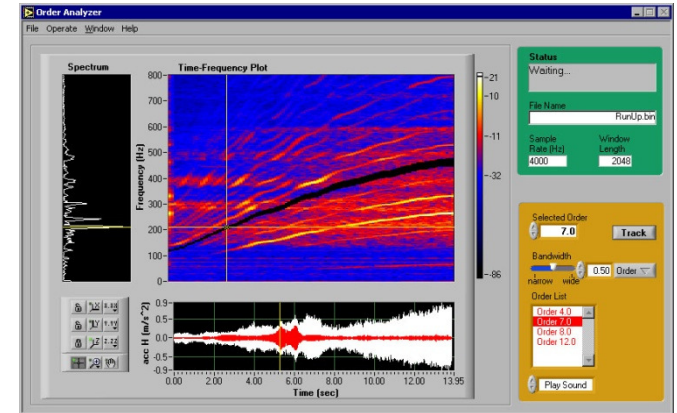 Order Analyzer
File Operate Window Help
Spectrum
Time-Frequency Plot
800
700
600
500
400
300
200
100
0
Frequency (Hz)
-21
-10
-11
-32
-86
0.9
0.5
0.0
-0.5
-0.9
acc H (m/s^2)
0.00 2.00 4.00 6.00 8.00 10.00 12.00 13.95
Time (sec)
Status
Waiting...
File Name
RunUp.bin
Sample Rate (Hz)
Window Length
4000 2048
Selected Order
7.0 Track
Bandwidth
0.50 Order
narrow wide
Order List
Order 4.0
Order 7.0
Order 8.0
Order 12.0
Play Sound